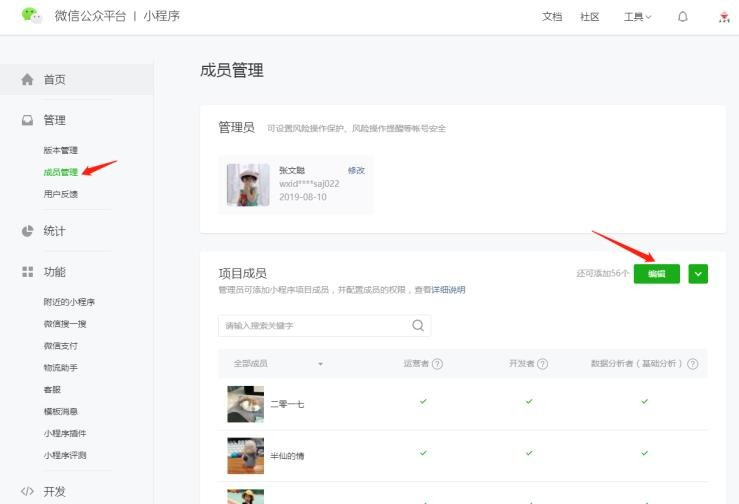 微信公众平台 | 小程序
文档 社区 工具
首页
管理
版本管理
成员管理
用户反馈
统计
功能
附近的小程序
微信搜一搜
微信支付
物流助手
客服
模板消息
小程序插件
小程序评测
开发
成员管理
管理员 可设置风险操作保护、风险操作提醒等帐号安全
张文聪 修改
wxid****saj022
2019-08-10
项目成员
还可添加56个 编辑
管理员可添加小程序项目成员，并配置成员的权限，查看详细说明
请输入搜索关键字
全部成员 运营者 ? 开发者 ? 数据分析者（基础分析） ?
二零一七
半仙的情